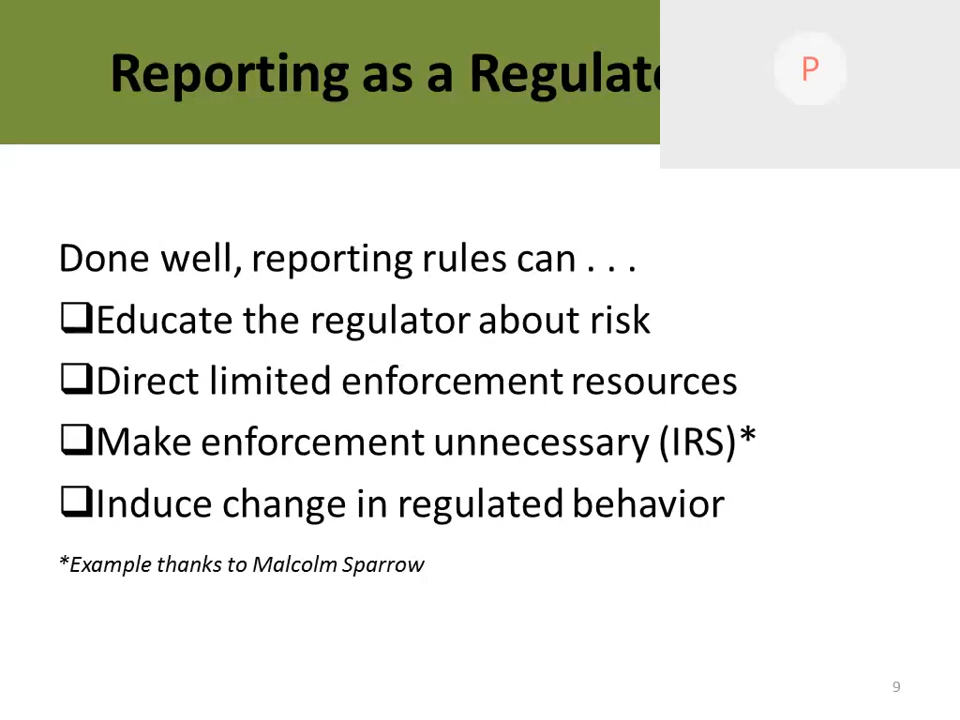 Reporting as a Regulato
P
Done well, reporting rules can . . .
❑Educate the regulator about risk
❑Direct limited enforcement resources
❑Make enforcement unnecessary (IRS)*
❑Induce change in regulated behavior
*Example thanks to Malcolm Sparrow
9